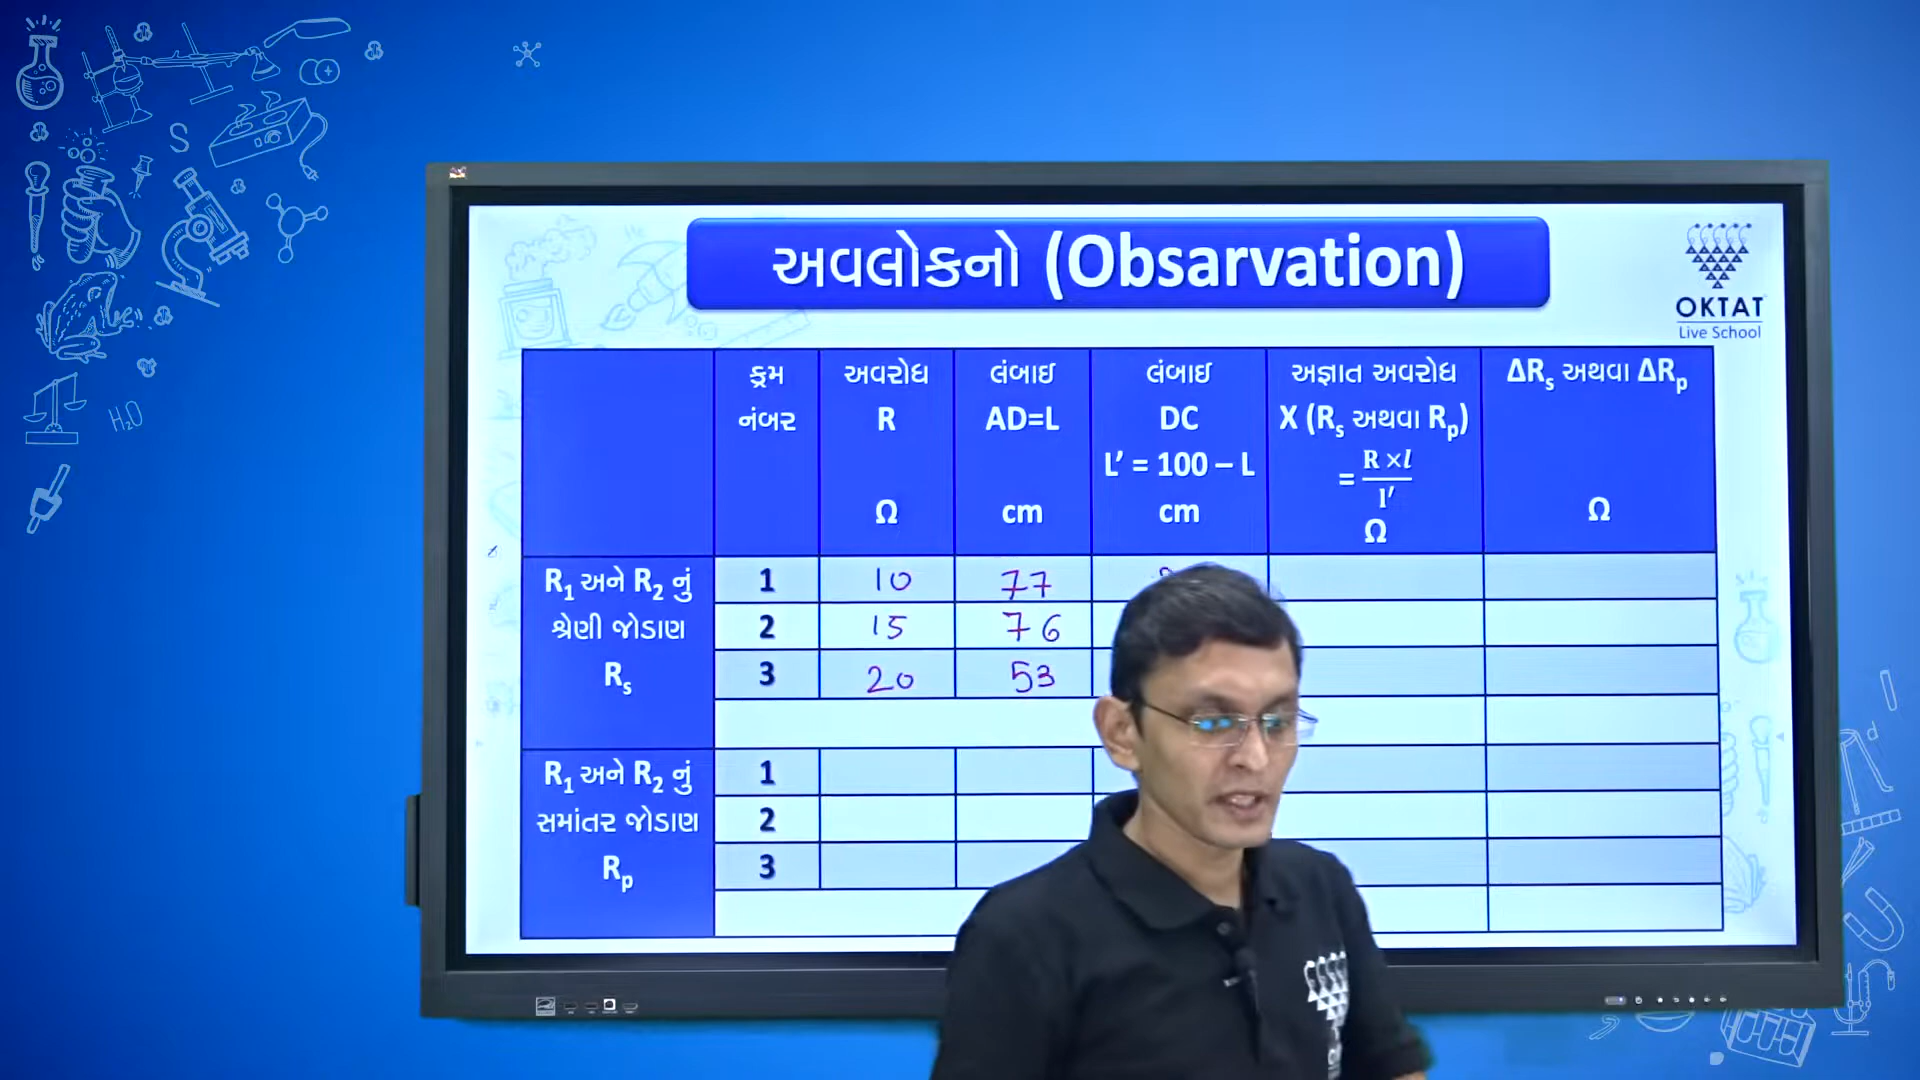 અવલોકનો (Obsarvation)
OKTAT
Live School
ક્રમ નંબર
અવરોધ R Ω
લંબાઇ AD=L cm
લંબાઇ DC L′ = 100 – L cm
અજ્ઞાત અવરોધ X (Rs અથવા Rp) = R × l / l′ Ω
ΔRs અથવા ΔRp Ω
R1 અને R2 નું શ્રેણી જોડાણ Rs
1 10 77
2 15 76
3 20 53
R1 અને R2 નું સમાંતર જોડાણ Rp
1
2
3
S
H2O